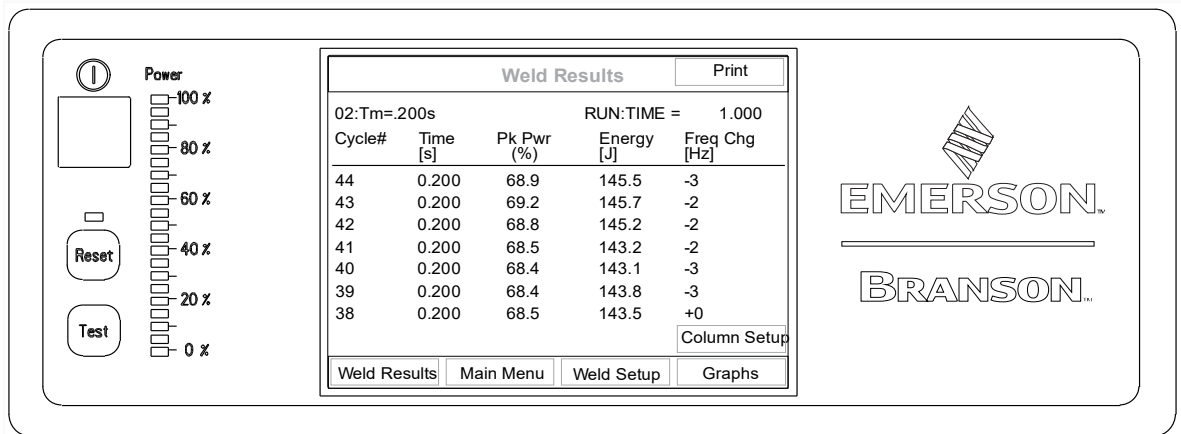 Power
100 %
80 %
60 %
40 %
20 %
0 %
Reset
Test
Weld Results
Print
02:Tm=.200s RUN:TIME = 1.000
Cycle# Time [s] Pk Pwr (%) Energy [J] Freq Chg [Hz]
44 0.200 68.9 145.5 -3
43 0.200 69.2 145.7 -2
42 0.200 68.8 145.2 -2
41 0.200 68.5 143.2 -2
40 0.200 68.4 143.1 -3
39 0.200 68.4 143.8 -3
38 0.200 68.5 143.5 +0
Column Setup
Weld Results Main Menu Weld Setup Graphs
EMERSON™
BRANSON™